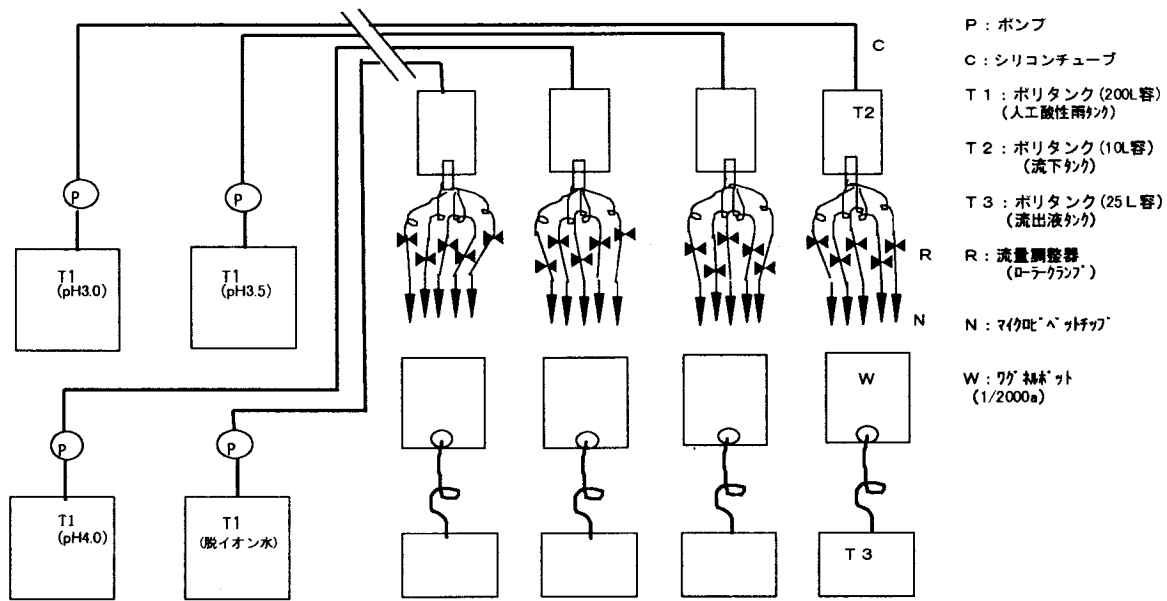 P
P
P
P
T1
(pH3.0)
T1
(pH3.5)
T1
(pH4.0)
T1
(脱イオン水)
C
T2
R
N
W
T3
P:ポンプ
C:シリコンチューブ
T1:ポリタンク(200L容)
(人工酸性雨タンク)
T2:ポリタンク(10L容)
(流下タンク)
T3:ポリタンク(25L容)
(流出液タンク)
R:流量調整器
(ローラークランプ)
N:マイクロピペットチップ
W:ワグネルポット
(1/2000a)